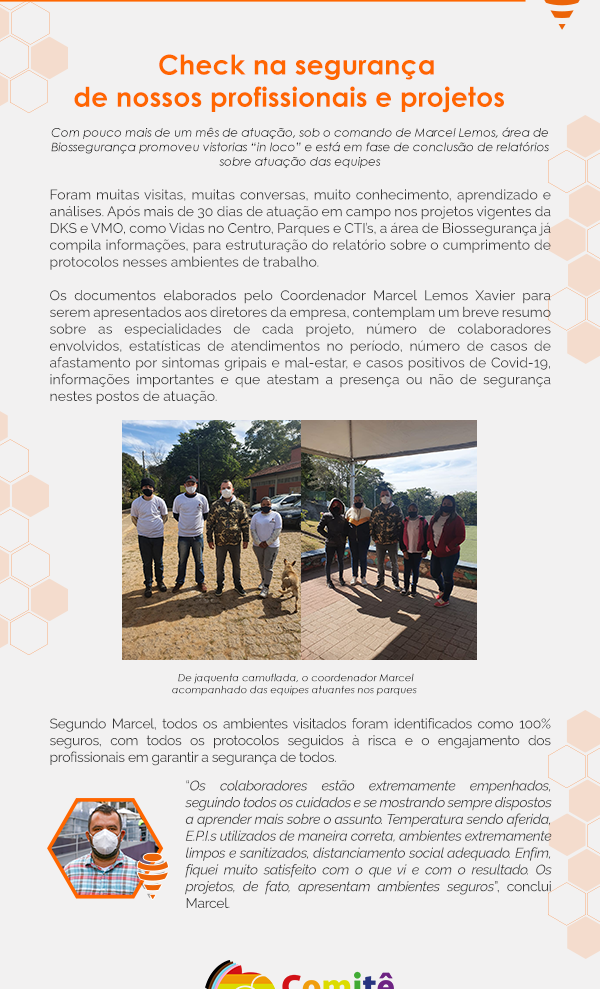 Check na segurança
de nossos profissionais e projetos
Com pouco mais de um mês de atuação, sob o comando de Marcel Lemos, área de
Biossegurança promoveu vistorias “in loco” e está em fase de conclusão de relatórios
sobre atuação das equipes
Foram muitas visitas, muitas conversas, muito conhecimento, aprendizado e
análises. Após mais de 30 dias de atuação em campo nos projetos vigentes da
DKS e VMO, como Vidas no Centro, Parques e CTI’s, a área de Biossegurança já
compila informações, para estruturação do relatório sobre o cumprimento de
protocolos nesses ambientes de trabalho.
Os documentos elaborados pelo Coordenador Marcel Lemos Xavier para
serem apresentados aos diretores da empresa, contemplam um breve resumo
sobre as especialidades de cada projeto, número de colaboradores
envolvidos, estatísticas de atendimentos no período, número de casos de
afastamento por sintomas gripais e mal-estar, e casos positivos de Covid-19,
informações importantes e que atestam a presença ou não de segurança
nestes postos de atuação.
De jaquenta camuflada, o coordenador Marcel
acompanhado das equipes atuantes nos parques
Segundo Marcel, todos os ambientes visitados foram identificados como 100%
seguros, com todos os protocolos seguidos à risca e o engajamento dos
profissionais em garantir a segurança de todos.
“Os colaboradores estão extremamente empenhados,
seguindo todos os cuidados e se mostrando sempre dispostos
a aprender mais sobre o assunto. Temperatura sendo aferida,
E.P.I.s utilizados de maneira correta, ambientes extremamente
limpos e sanitizados, distanciamento social adequado. Enfim,
fiquei muito satisfeito com o que vi e com o resultado. Os
projetos, de fato, apresentam ambientes seguros”, conclui
Marcel.
Comitê